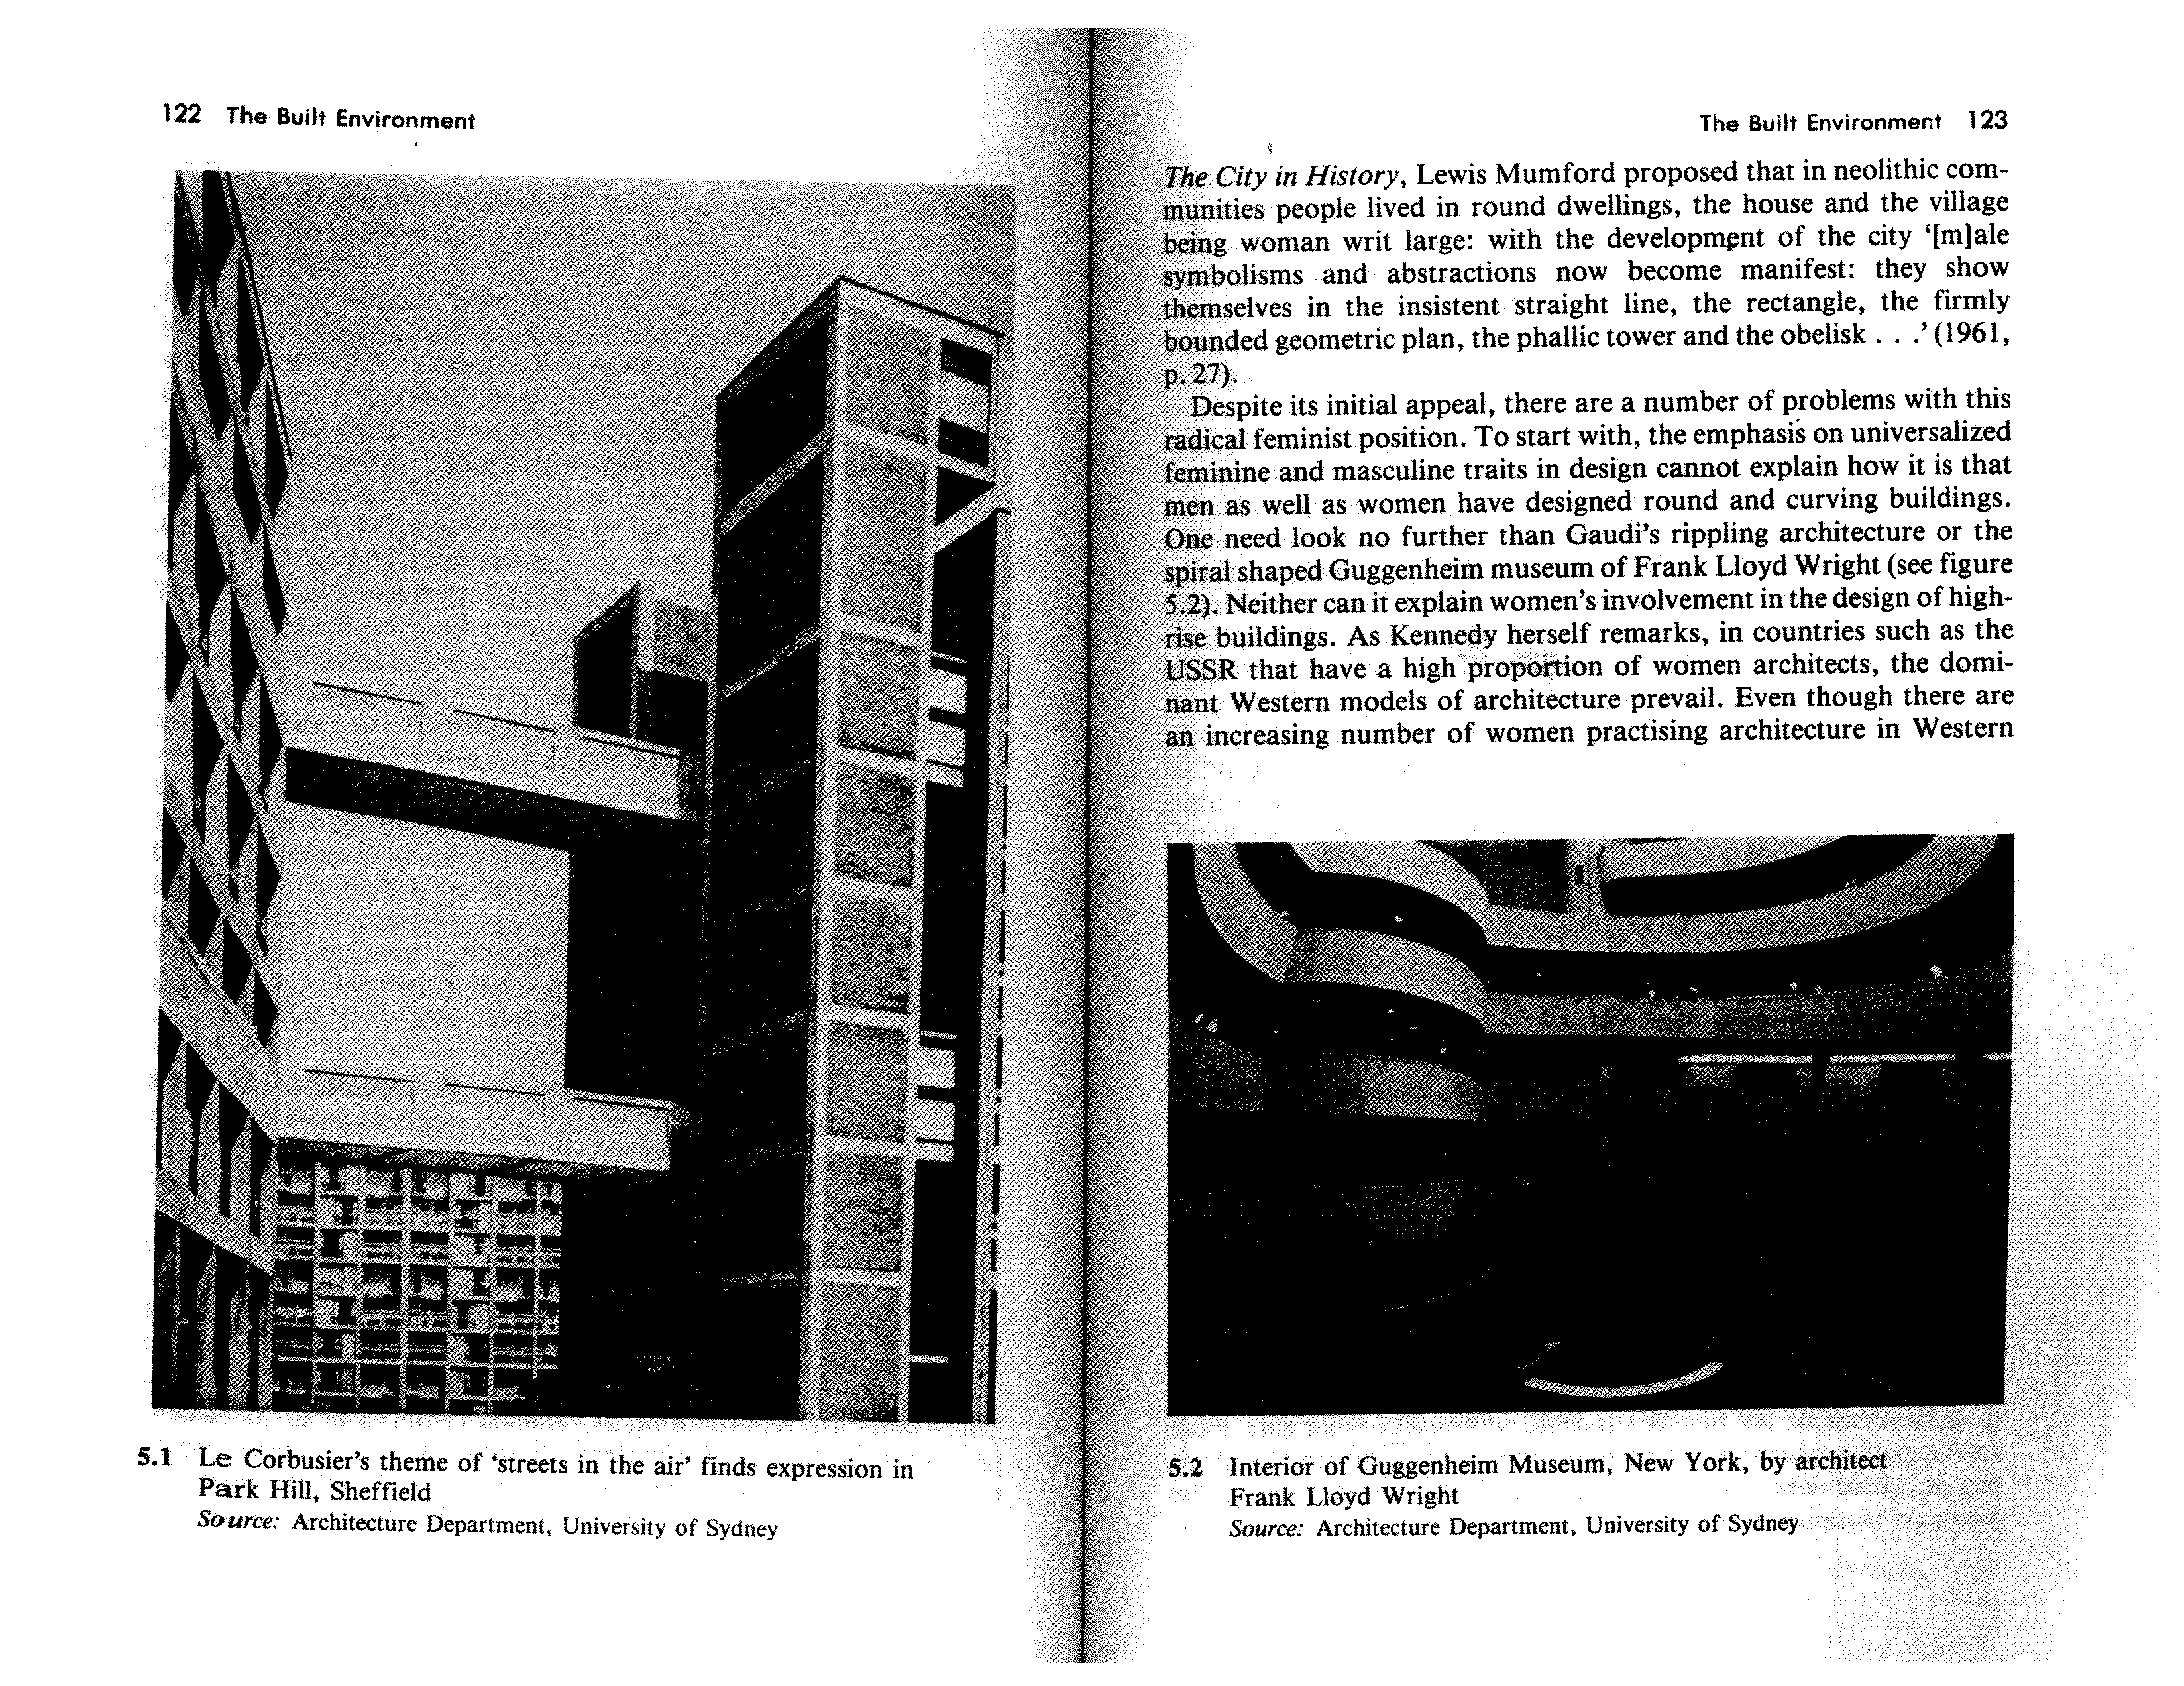 122 The Built Environment
5.1 Le Corbusier's theme of 'streets in the air' finds expression in
Park Hill, Sheffield
Source: Architecture Department, University of Sydney
The Built Environment 123
The City in History, Lewis Mumford proposed that in neolithic com-
munities people lived in round dwellings, the house and the village
being woman writ large: with the development of the city '[m]ale
symbolisms and abstractions now become manifest: they show
themselves in the insistent straight line, the rectangle, the firmly
bounded geometric plan, the phallic tower and the obelisk . . .' (1961,
p. 27).
Despite its initial appeal, there are a number of problems with this
radical feminist position. To start with, the emphasis on universalized
feminine and masculine traits in design cannot explain how it is that
men as well as women have designed round and curving buildings.
One need look no further than Gaudi's rippling architecture or the
spiral shaped Guggenheim museum of Frank Lloyd Wright (see figure
5.2). Neither can it explain women's involvement in the design of high-
rise buildings. As Kennedy herself remarks, in countries such as the
USSR that have a high proportion of women architects, the domi-
nant Western models of architecture prevail. Even though there are
an increasing number of women practising architecture in Western
5.2 Interior of Guggenheim Museum, New York, by architect
Frank Lloyd Wright
Source: Architecture Department, University of Sydney